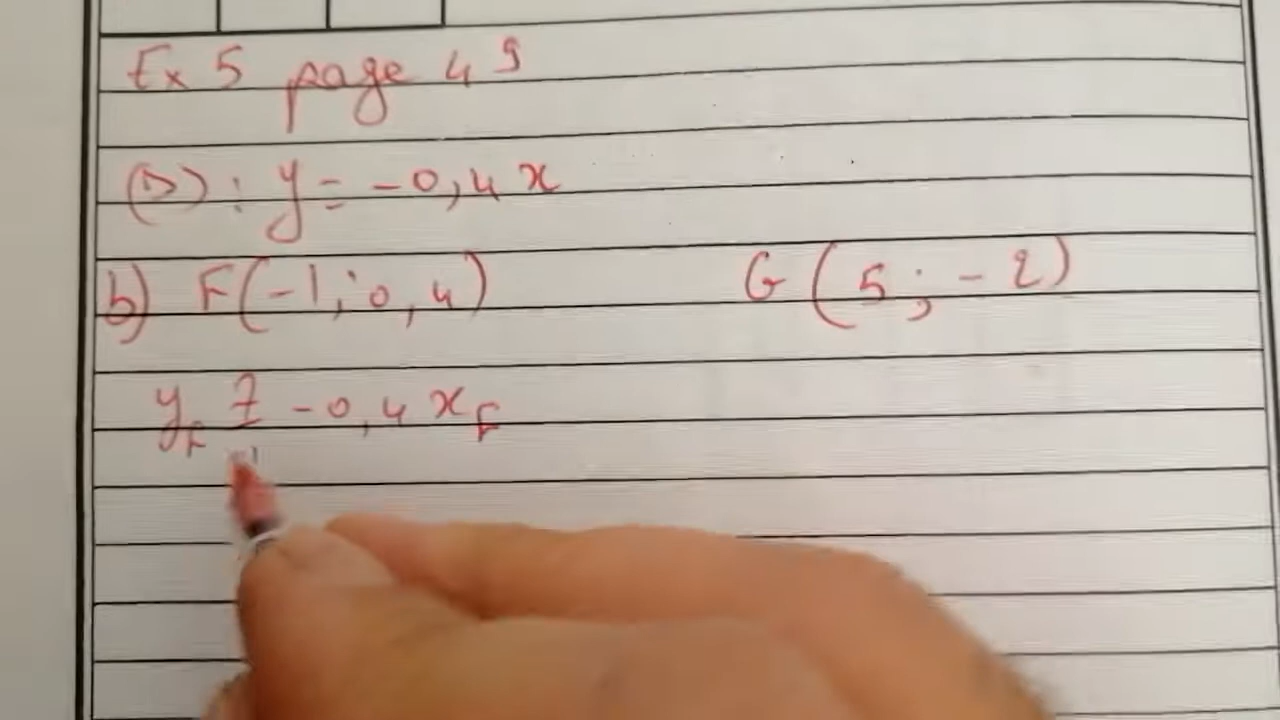 Ex 5 page 49
(D) : y = -0,4 x
b) F(-1 ; 0,4) G(5 ; -2)
y_F ≟ -0,4 x_F